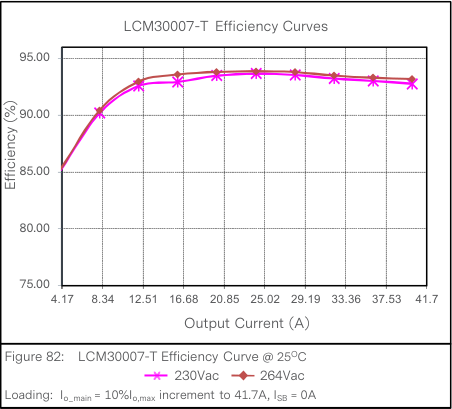 LCM30007-T Efficiency Curves
95.00
90.00
85.00
80.00
75.00
Efficiency (%)
4.17 8.34 12.51 16.68 20.85 25.02 29.19 33.36 37.53 41.7
Output Current (A)
Figure 82: LCM30007-T Efficiency Curve @ 25°C
230Vac 264Vac
Loading: Io_main = 10%Io,max increment to 41.7A, ISB = 0A